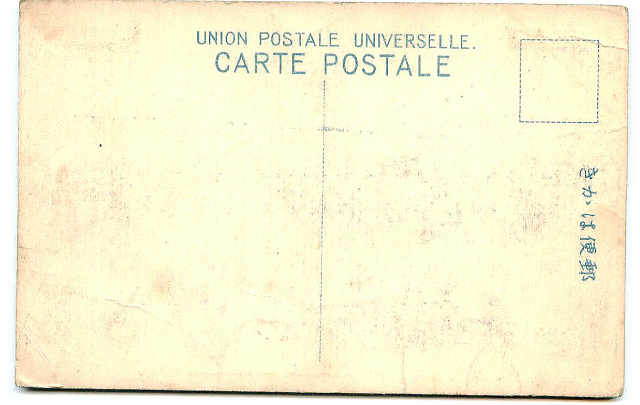 UNION POSTALE UNIVERSELLE.
CARTE POSTALE
郵便はかき